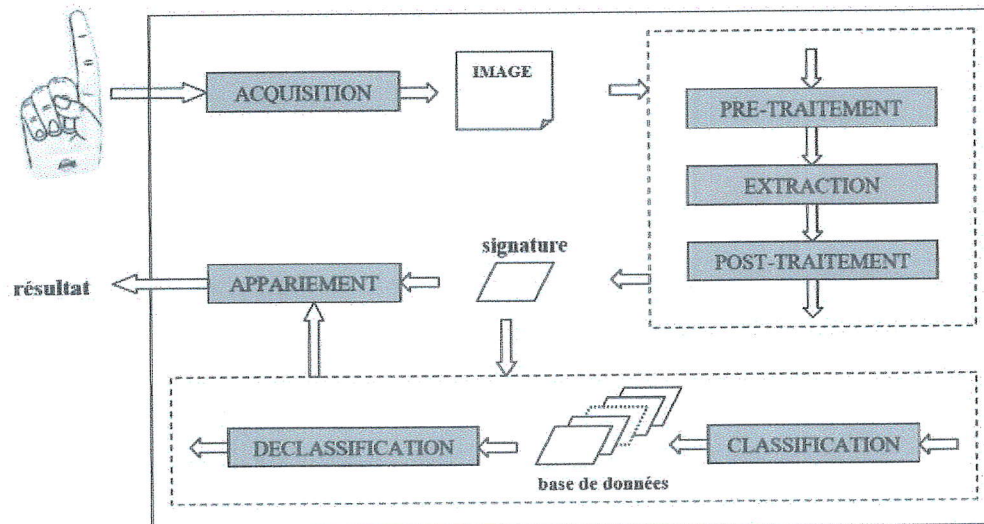 ACQUISITION
IMAGE
PRE-TRAITEMENT
EXTRACTION
POST-TRAITEMENT
signature
APPARIEMENT
résultat
DECLASSIFICATION
base de données
CLASSIFICATION